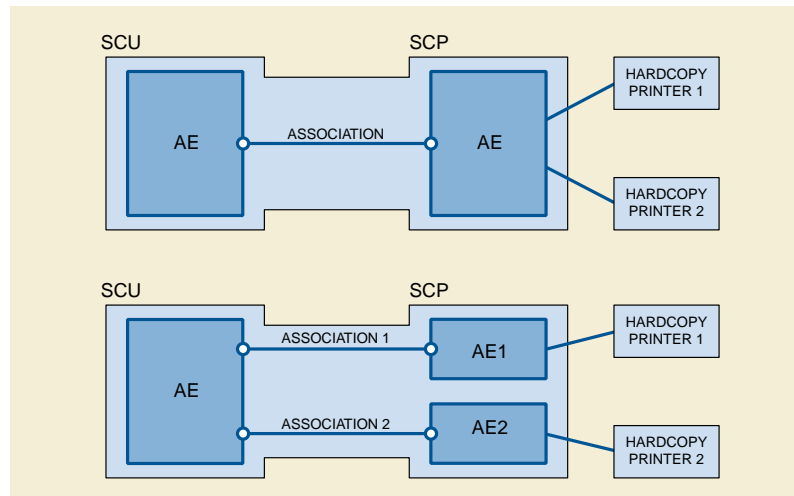 SCU
SCP
AE
ASSOCIATION
AE
HARDCOPY
PRINTER 1
HARDCOPY
PRINTER 2
SCU
SCP
AE
ASSOCIATION 1
AE1
HARDCOPY
PRINTER 1
ASSOCIATION 2
AE2
HARDCOPY
PRINTER 2